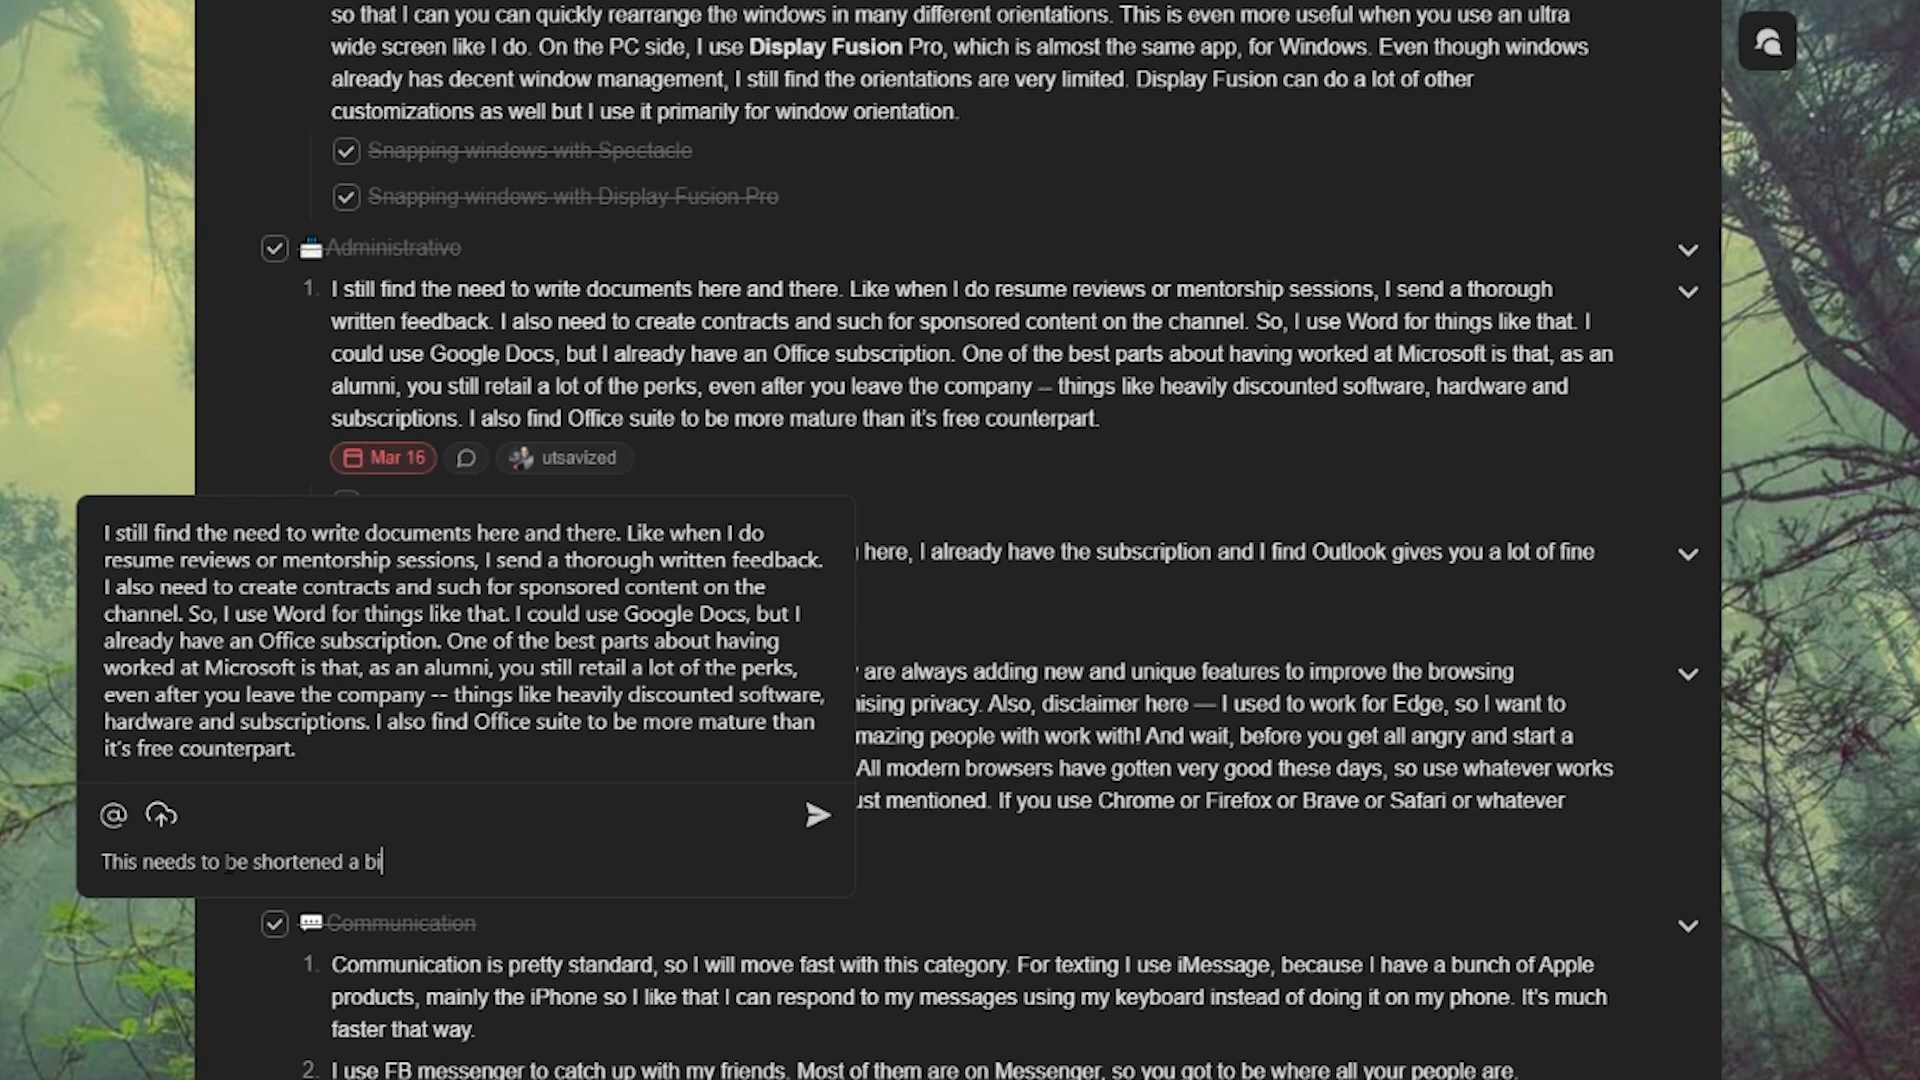 so that I can you can quickly rearrange the windows in many different orientations. This is even more useful when you use an ultra
wide screen like I do. On the PC side, I use Display Fusion Pro, which is almost the same app, for Windows. Even though windows
already has decent window management, I still find the orientations are very limited. Display Fusion can do a lot of other
customizations as well but I use it primarily for window orientation.
Snapping windows with Spectacle
Snapping windows with Display Fusion Pro
Administrative
1. I still find the need to write documents here and there. Like when I do resume reviews or mentorship sessions, I send a thorough
written feedback. I also need to create contracts and such for sponsored content on the channel. So, I use Word for things like that. I
could use Google Docs, but I already have an Office subscription. One of the best parts about having worked at Microsoft is that, as an
alumni, you still retail a lot of the perks, even after you leave the company – things like heavily discounted software, hardware and
subscriptions. I also find Office suite to be more mature than it's free counterpart.
Mar 16 utsavized
I still find the need to write documents here and there. Like when I do
resume reviews or mentorship sessions, I send a thorough written feedback.
I also need to create contracts and such for sponsored content on the
channel. So, I use Word for things like that. I could use Google Docs, but I
already have an Office subscription. One of the best parts about having
worked at Microsoft is that, as an alumni, you still retail a lot of the perks,
even after you leave the company -- things like heavily discounted software,
hardware and subscriptions. I also find Office suite to be more mature than
it's free counterpart.
This needs to be shortened a bi
here, I already have the subscription and I find Outlook gives you a lot of fine
are always adding new and unique features to improve the browsing
ising privacy. Also, disclaimer here — I used to work for Edge, so I want to
mazing people with work with! And wait, before you get all angry and start a
All modern browsers have gotten very good these days, so use whatever works
ust mentioned. If you use Chrome or Firefox or Brave or Safari or whatever
Communication
1. Communication is pretty standard, so I will move fast with this category. For texting I use iMessage, because I have a bunch of Apple
products, mainly the iPhone so I like that I can respond to my messages using my keyboard instead of doing it on my phone. It's much
faster that way.
2. I use FB messenger to catch up with my friends. Most of them are on Messenger, so you got to be where all your people are.